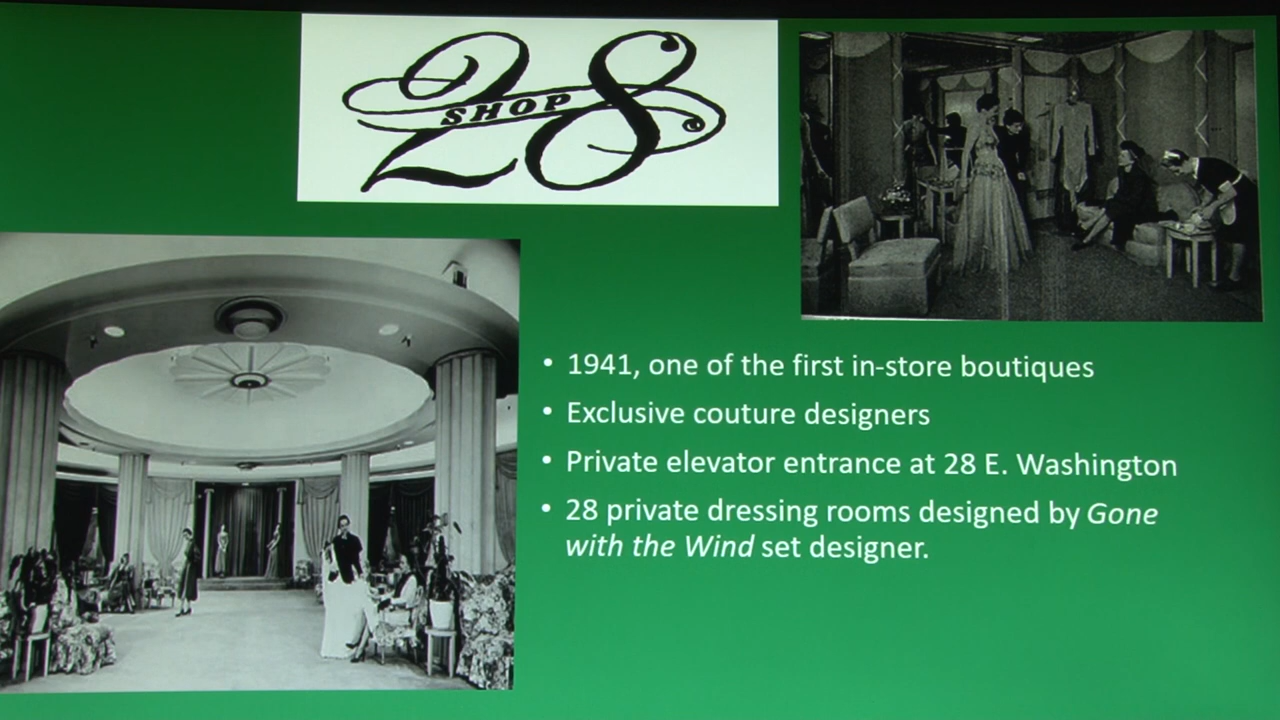 28
SHOP
• 1941, one of the first in-store boutiques
• Exclusive couture designers
• Private elevator entrance at 28 E. Washington
• 28 private dressing rooms designed by Gone
with the Wind set designer.